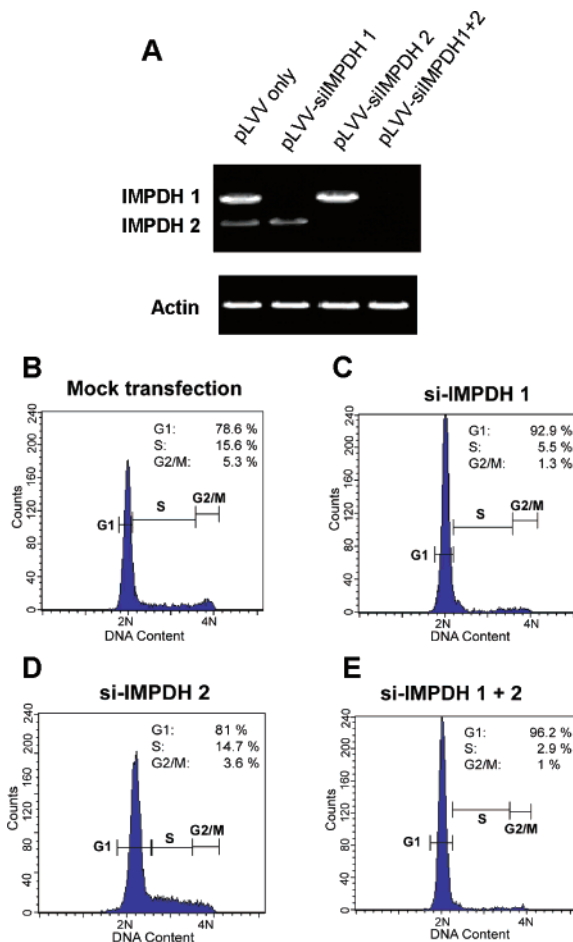 A
pLVV only
pLVV-siIMPDH 1
pLVV-siIMPDH 2
pLVV-siIMPDH1+2
IMPDH 1
IMPDH 2
Actin
B
Mock transfection
G1: 78.6 %
S: 15.6 %
G2/M: 5.3 %
G1
S
G2/M
Counts
0 40 80 120 160 200 240
2N 4N
DNA Content
C
si-IMPDH 1
G1: 92.9 %
S: 5.5 %
G2/M: 1.3 %
G1
S
G2/M
Counts
0 40 80 120 160 200 240
2N 4N
DNA Content
D
si-IMPDH 2
G1: 81 %
S: 14.7 %
G2/M: 3.6 %
G1
S
G2/M
Counts
0 40 80 120 160 200 240
2N 4N
DNA Content
E
si-IMPDH 1 + 2
G1: 96.2 %
S: 2.9 %
G2/M: 1 %
G1
S
G2/M
Counts
0 40 80 120 160 200 240
2N 4N
DNA Content